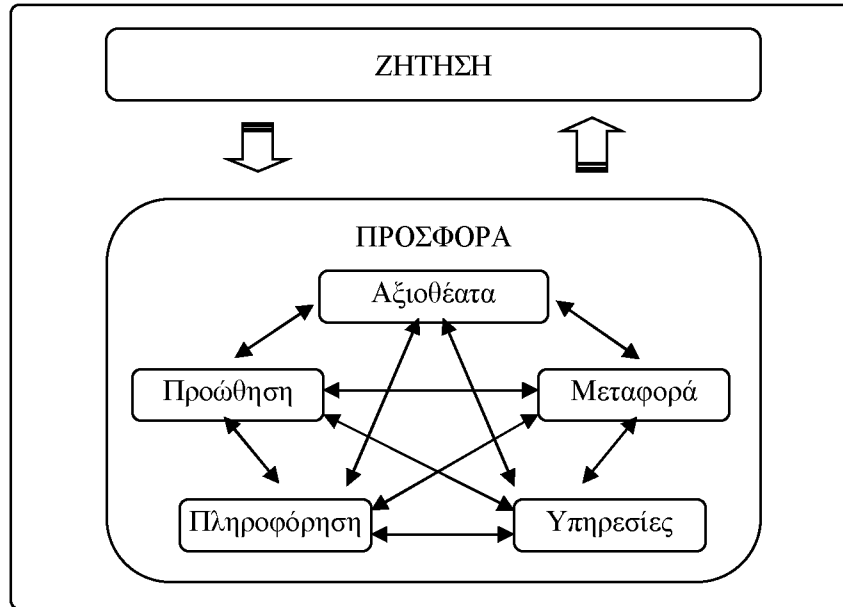 ΖΗΤΗΣΗ
ΠΡΟΣΦΟΡΑ
Αξιοθέατα
Προώθηση
Μεταφορά
Πληροφόρηση
Υπηρεσίες